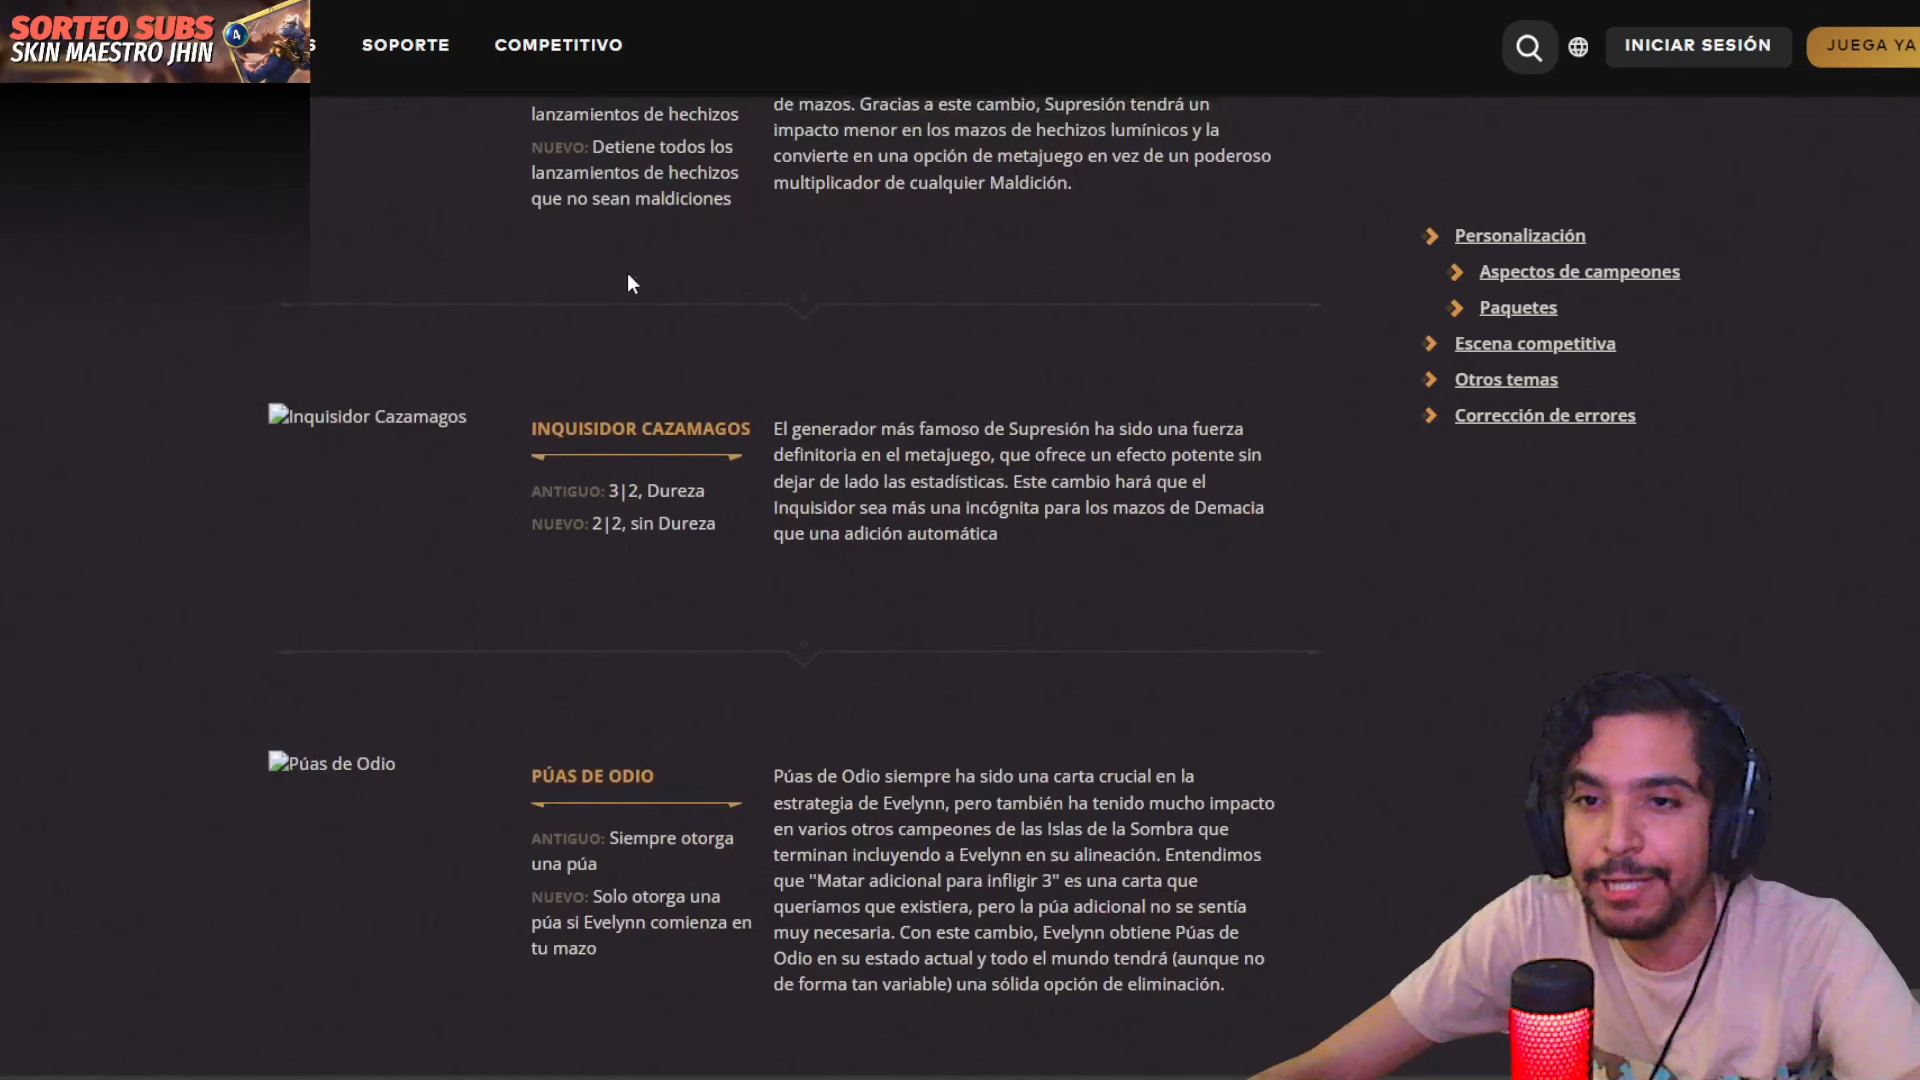 SORTEO SUBS
SKIN MAESTRO JHIN
4
S
SOPORTE
COMPETITIVO
INICIAR SESIÓN
JUEGA YA
lanzamientos de hechizos
NUEVO: Detiene todos los
lanzamientos de hechizos
que no sean maldiciones
de mazos. Gracias a este cambio, Supresión tendrá un
impacto menor en los mazos de hechizos lumínicos y la
convierte en una opción de metajuego en vez de un poderoso
multiplicador de cualquier Maldición.
Personalización
Aspectos de campeones
Paquetes
Escena competitiva
Otros temas
Corrección de errores
Inquisidor Cazamagos
INQUISIDOR CAZAMAGOS
ANTIGUO: 3|2, Dureza
NUEVO: 2|2, sin Dureza
El generador más famoso de Supresión ha sido una fuerza
definitoria en el metajuego, que ofrece un efecto potente sin
dejar de lado las estadísticas. Este cambio hará que el
Inquisidor sea más una incógnita para los mazos de Demacia
que una adición automática
Púas de Odio
PÚAS DE ODIO
ANTIGUO: Siempre otorga
una púa
NUEVO: Solo otorga una
púa si Evelynn comienza en
tu mazo
Púas de Odio siempre ha sido una carta crucial en la
estrategia de Evelynn, pero también ha tenido mucho impacto
en varios otros campeones de las Islas de la Sombra que
terminan incluyendo a Evelynn en su alineación. Entendimos
que "Matar adicional para infligir 3" es una carta que
queríamos que existiera, pero la púa adicional no se sentía
muy necesaria. Con este cambio, Evelynn obtiene Púas de
Odio en su estado actual y todo el mundo tendrá (aunque no
de forma tan variable) una sólida opción de eliminación.